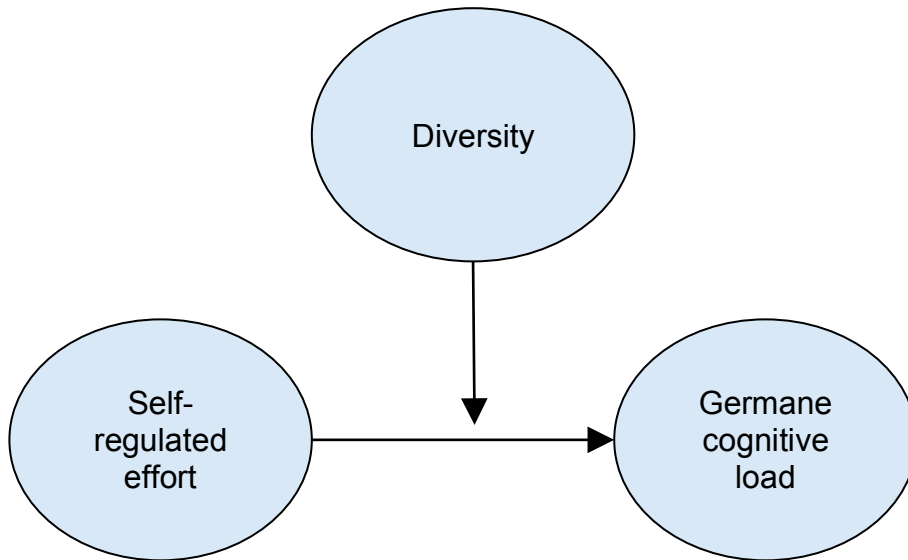 Diversity
Self-
regulated
effort
Germane
cognitive
load